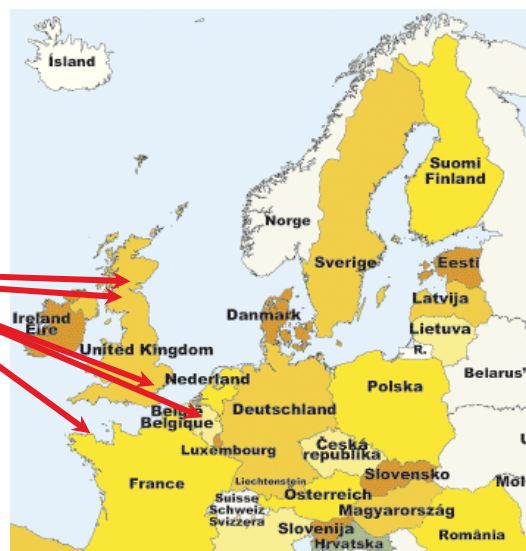 Ísland
Suomi
Finland
Norge
Sverige
Eesti
Latvija
Danmark
Lietuva
Ireland
Éire
R.
United Kingdom
Belarus'
Nederland
Polska
België
Belgique
Deutschland
Luxembourg
Česká
republika
U
Slovensko
Mol
France
Liechtenstein
Österreich
Suisse
Schweiz
Svizzera
Magyarország
România
Slovenija
Hrvatska